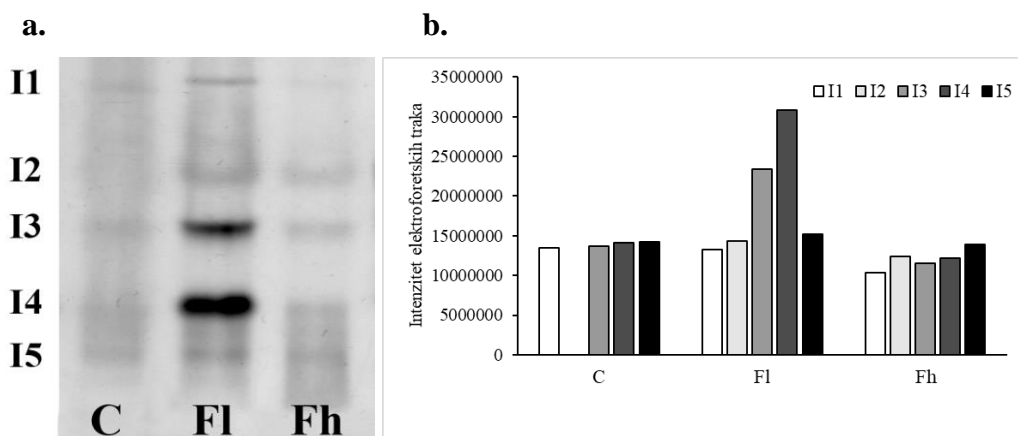 a.
I1
I2
I3
I4
I5
C Fl Fh
b.
Intenzitet elektroforetskih traka
35000000
30000000
25000000
20000000
15000000
10000000
5000000
0
I1 I2 I3 I4 I5
C Fl Fh